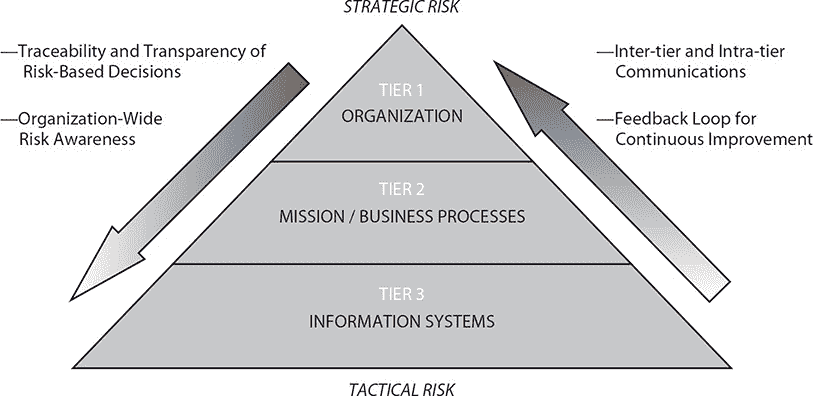 STRATEGIC RISK
—Traceability and Transparency of
Risk-Based Decisions
—Organization-Wide
Risk Awareness
—Inter-tier and Intra-tier
Communications
—Feedback Loop for
Continuous Improvement
TIER 1
ORGANIZATION
TIER 2
MISSION / BUSINESS PROCESSES
TIER 3
INFORMATION SYSTEMS
TACTICAL RISK